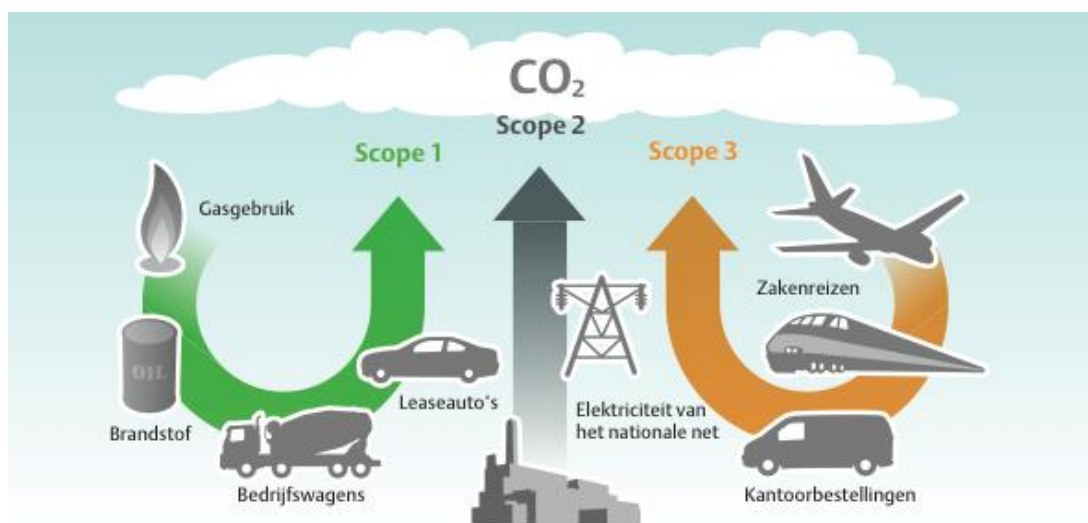 CO₂
Scope 2
Scope 1
Scope 3
Gasgebruik
Zakenreizen
OIL
Leaseauto's
Elektriciteit van
het nationale net
Brandstof
Bedrijfswagens
Kantoorbestellingen